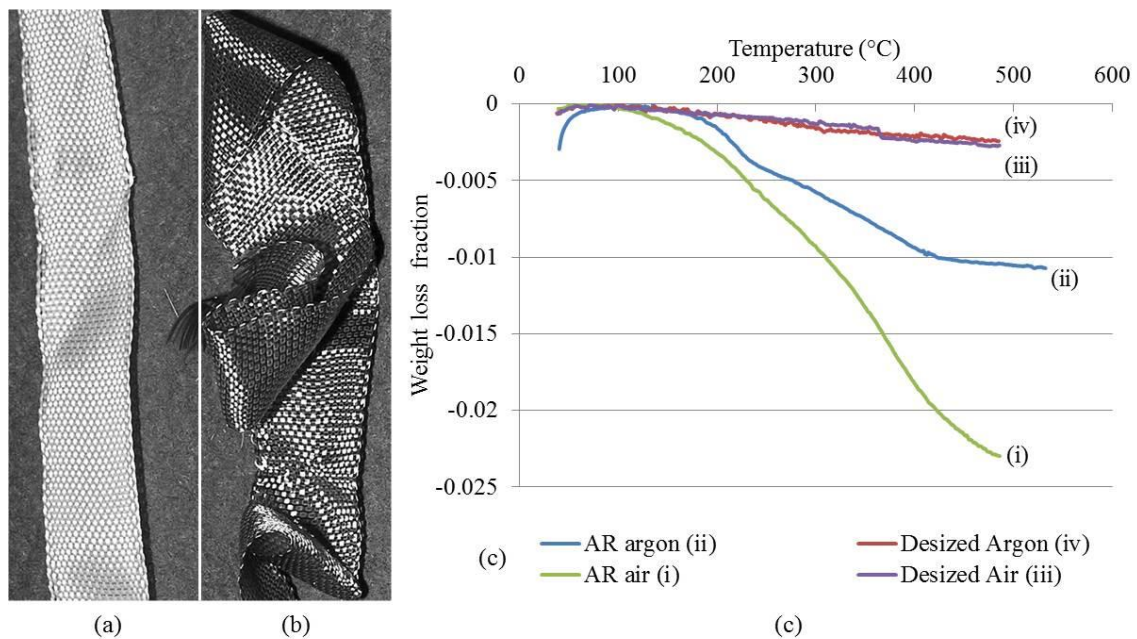 Temperature (°C)
0 100 200 300 400 500 600
0
-0.005
-0.01
-0.015
-0.02
-0.025
Weight loss fraction
(iv)
(iii)
(ii)
(i)
(c)
AR argon (ii)
Desized Argon (iv)
AR air (i)
Desized Air (iii)
(a)
(b)
(c)